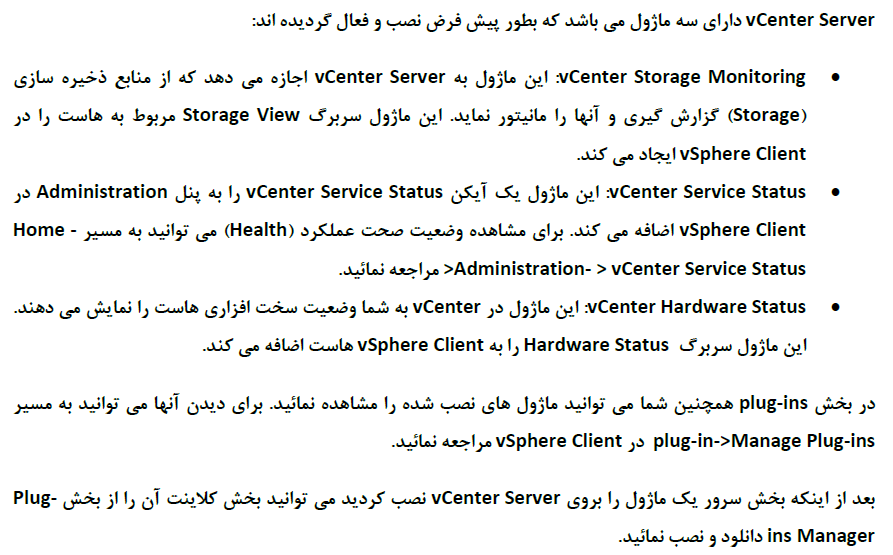 vCenter Server دارای سه ماژول می باشد که بطور پیش فرض نصب و فعال گردیده اند:
• vCenter Storage Monitoring: این ماژول به vCenter Server اجازه می دهد که از منابع ذخیره سازی
(Storage) گزارش گیری و آنها را مانیتور نماید. این ماژول سربرگ Storage View مربوط به هاست را در
vSphere Client ایجاد می کند.
• vCenter Service Status: این ماژول یک آیکن vCenter Service Status را به پنل Administration در
vSphere Client اضافه می کند. برای مشاهده وضعیت صحت عملکرد (Health) می توانید به مسیر Home -
>Administration- > vCenter Service Status مراجعه نمائید.
• vCenter Hardware Status: این ماژول در vCenter به شما وضعیت سخت افزاری هاست را نمایش می دهند.
این ماژول سربرگ Hardware Status را به vSphere Client هاست اضافه می کند.
در بخش plug-ins همچنین شما می توانید ماژول های نصب شده را مشاهده نمائید. برای دیدن آنها می توانید به مسیر
plug-in->Manage Plug-ins در vSphere Client مراجعه نمائید.
بعد از اینکه بخش سرور یک ماژول را بروی vCenter Server نصب کردید می توانید بخش کلاینت آن را از بخش Plug-
ins Manager دانلود و نصب نمائید.